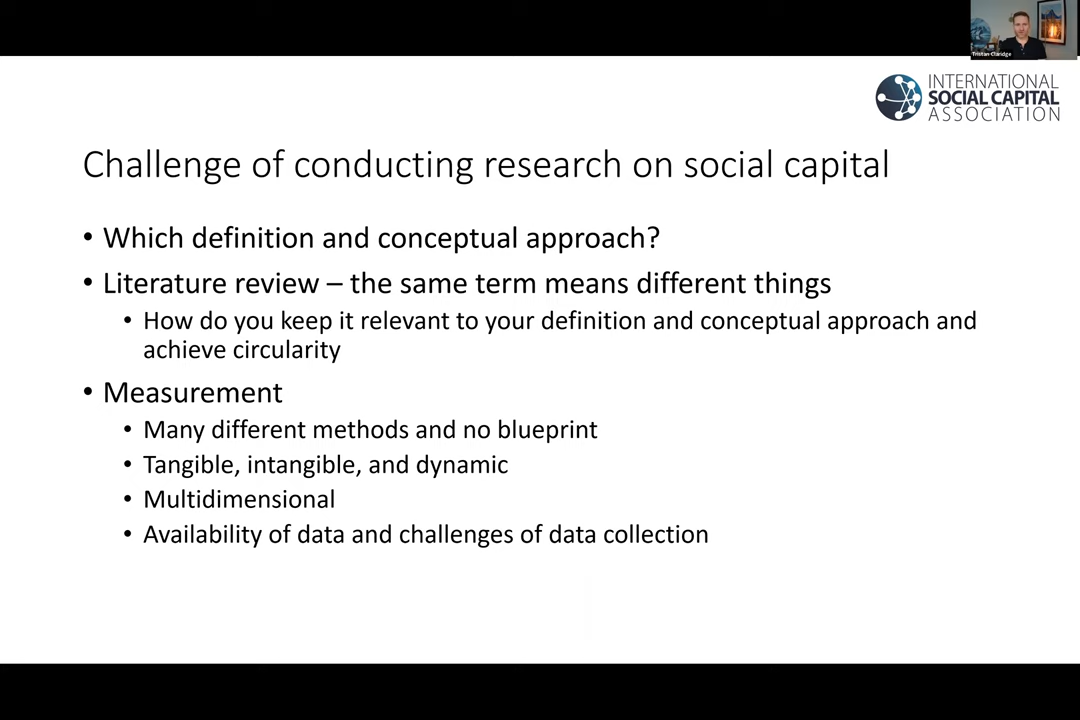 Tristan Claridge
INTERNATIONAL
SOCIAL CAPITAL
ASSOCIATION
Challenge of conducting research on social capital
• Which definition and conceptual approach?
• Literature review – the same term means different things
• How do you keep it relevant to your definition and conceptual approach and
achieve circularity
• Measurement
• Many different methods and no blueprint
• Tangible, intangible, and dynamic
• Multidimensional
• Availability of data and challenges of data collection